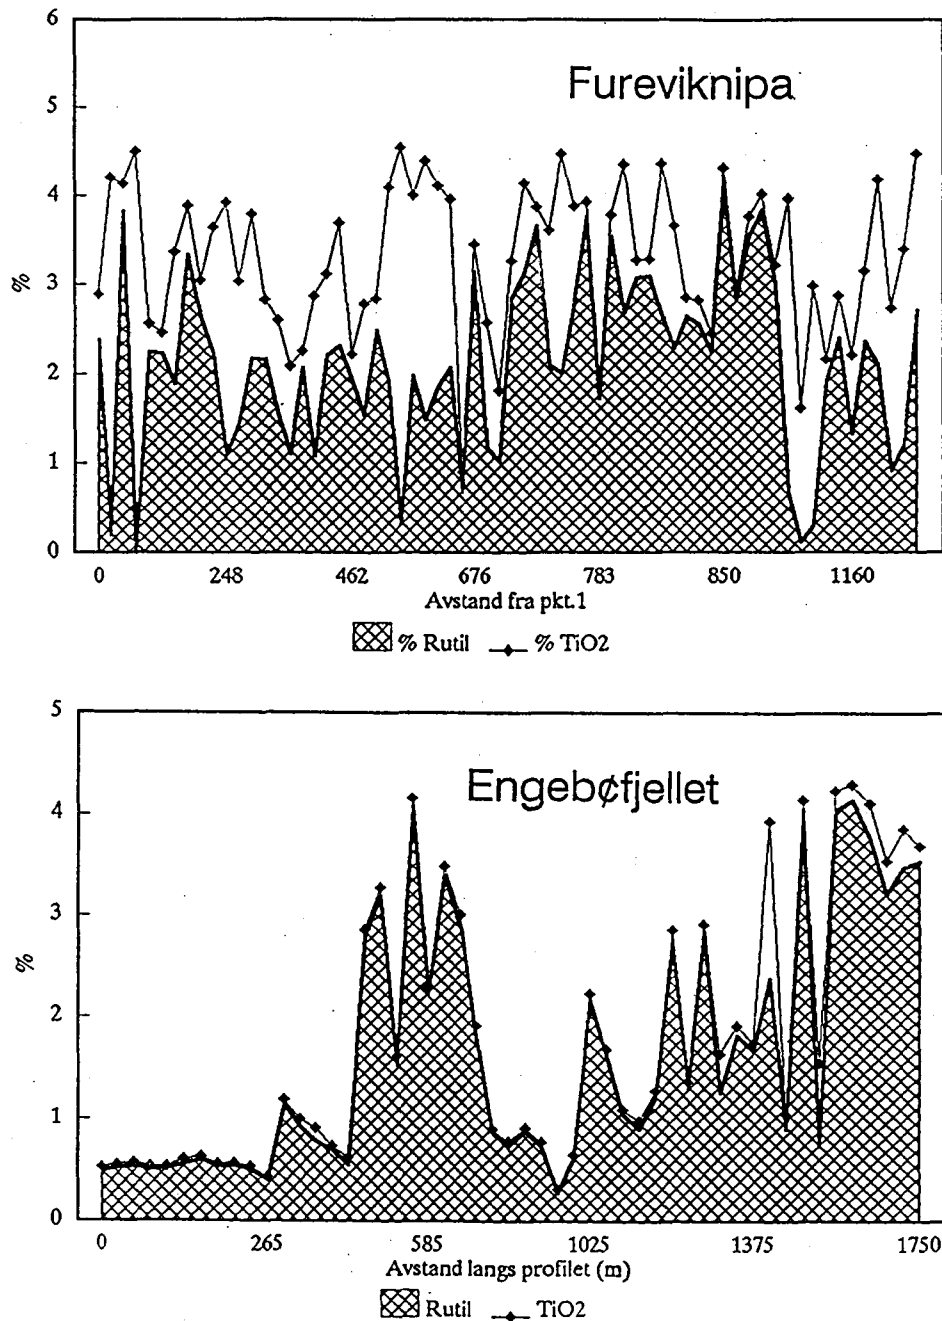 6
Fureviknipa
5
4
3
%
2
1
0
0 248 462 676 783 850 1160
Avstand fra pkt.1
% Rutil % TiO2
5
Engebøfjellet
4
3
%
2
1
0
0 265 585 1025 1375 1750
Avstand langs profilet (m)
Rutil TiO2